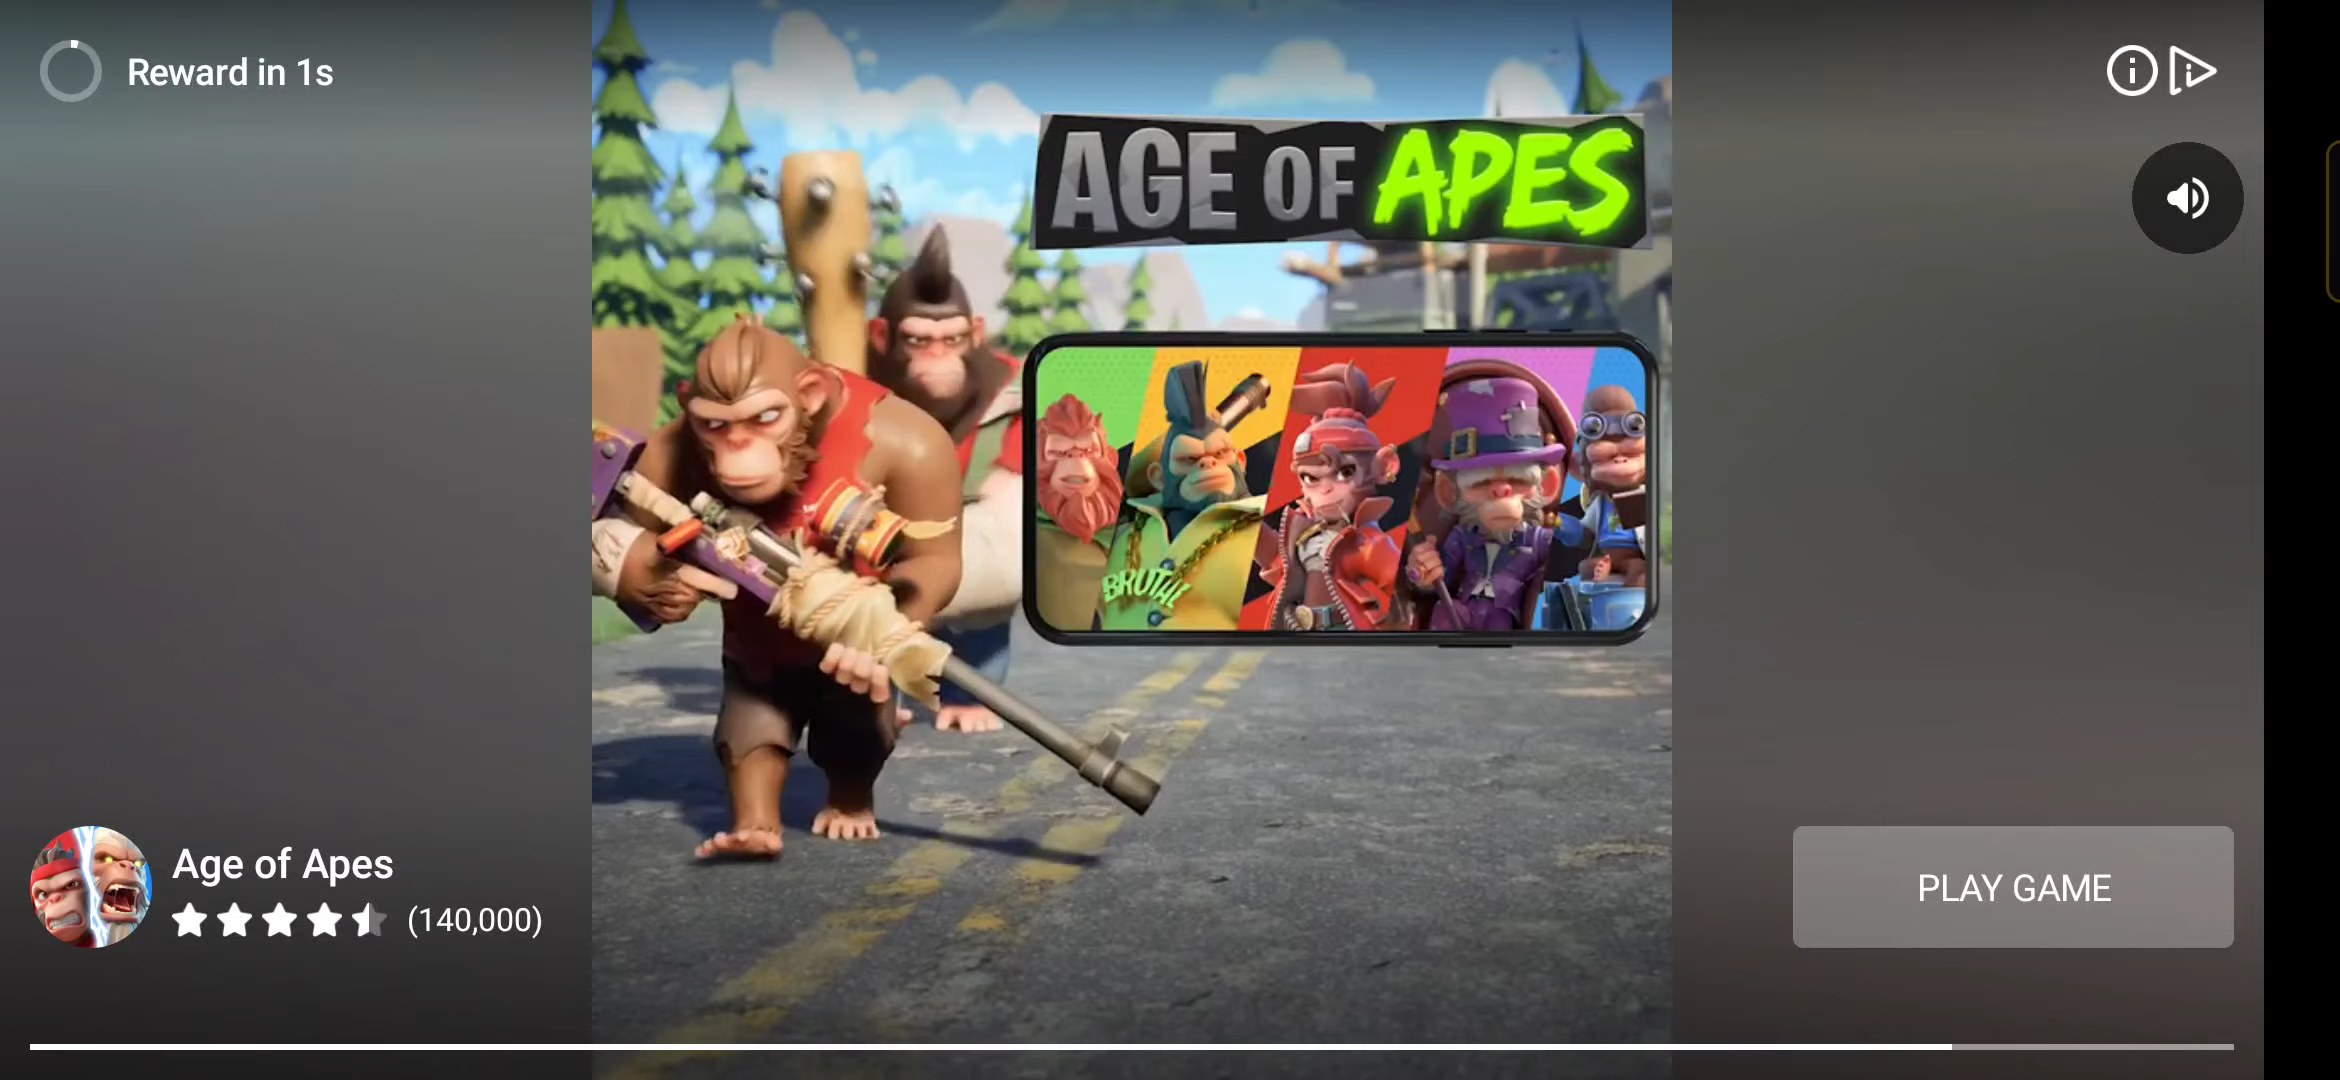 Reward in 1s
AGE OF APES
BRUTAL
Age of Apes
(140,000)
PLAY GAME